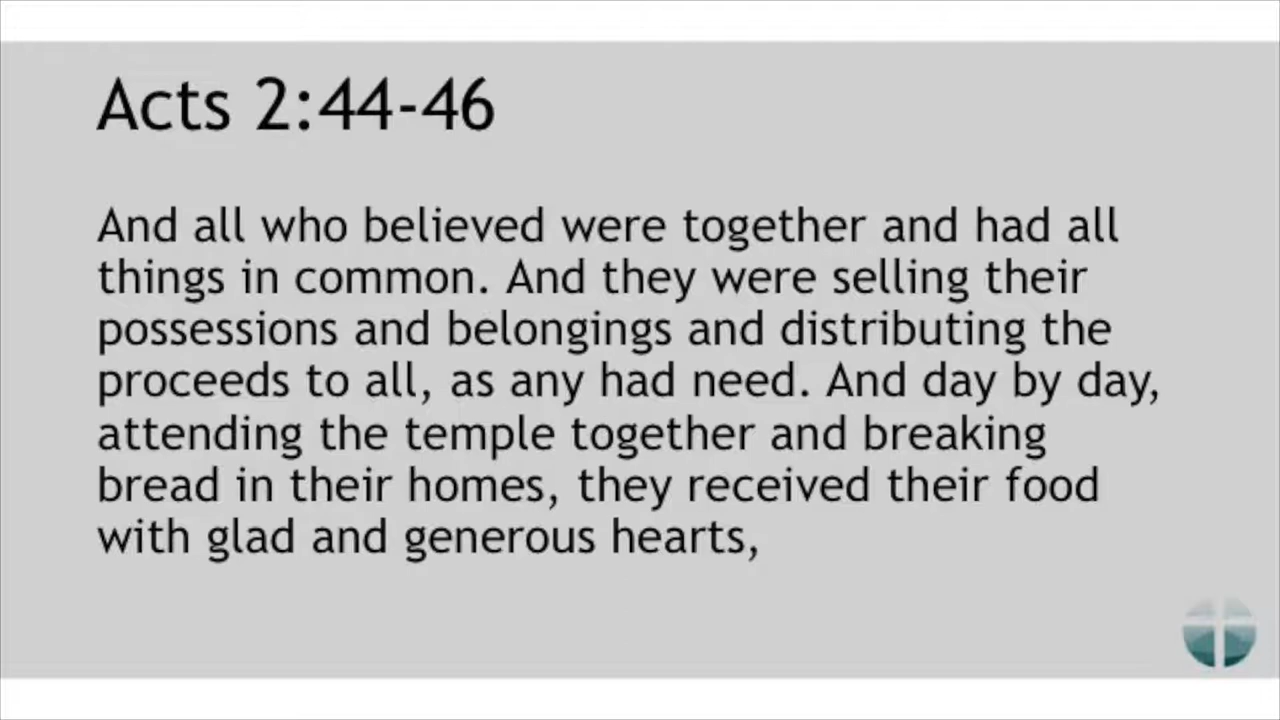 Acts 2:44-46
And all who believed were together and had all
things in common. And they were selling their
possessions and belongings and distributing the
proceeds to all, as any had need. And day by day,
attending the temple together and breaking
bread in their homes, they received their food
with glad and generous hearts,